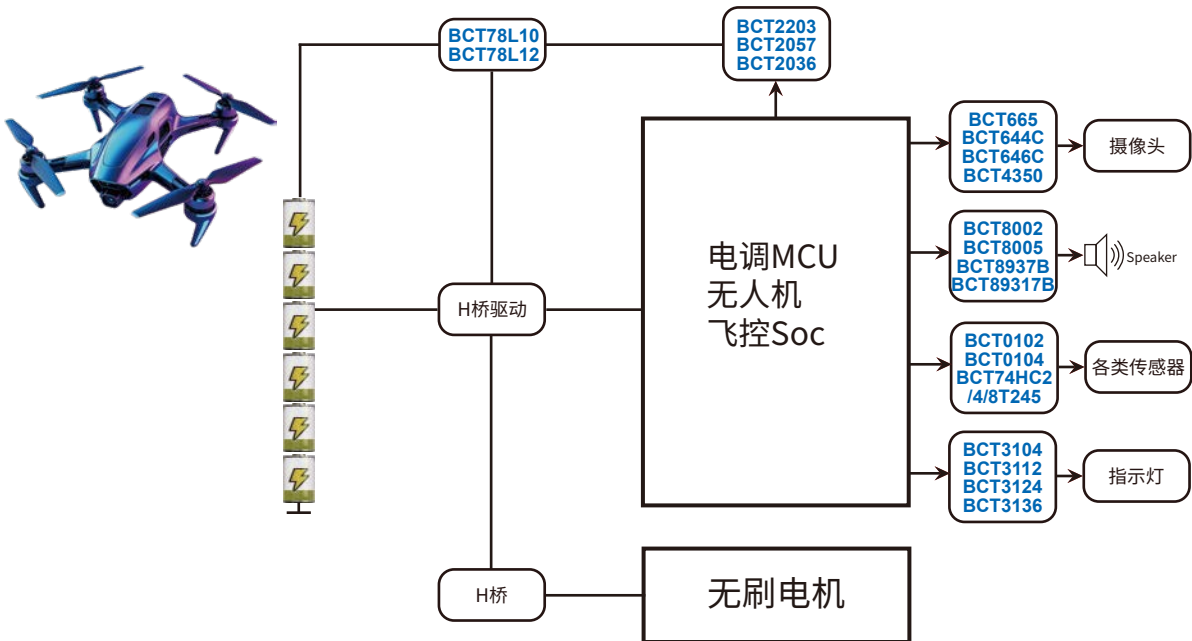 BCT78L10
BCT78L12
BCT2203
BCT2057
BCT2036
BCT665
BCT644C
BCT646C
BCT4350
摄像头
电调MCU
无人机
飞控Soc
BCT8002
BCT8005
BCT8937B
BCT89317B
Speaker
H桥驱动
BCT0102
BCT0104
BCT74HC2
/4/8T245
各类传感器
BCT3104
BCT3112
BCT3124
BCT3136
指示灯
H桥
无刷电机